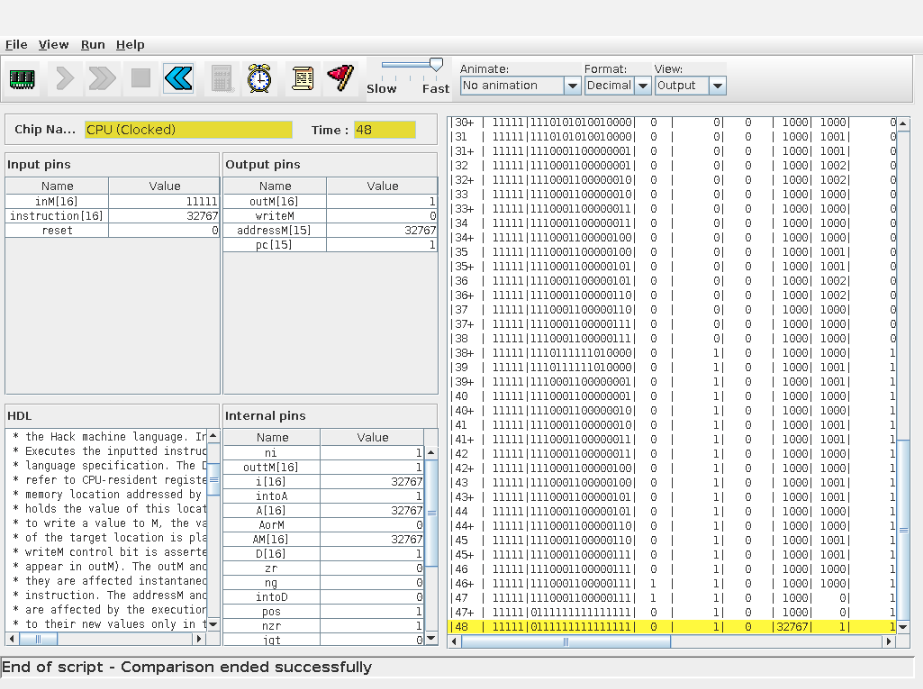 File View Run Help
Slow Fast
Animate: Format: View:
No animation Decimal Output
Chip Na... CPU (Clocked) Time : 48
Input pins
Name Value
inM[16] 11111
instruction[16] 32767
reset 0
Output pins
Name Value
outM[16] 1
writeM 0
addressM[15] 32767
pc[15] 1
HDL
* the Hack machine language. In
* Executes the inputted instruc
* language specification. The D
* refer to CPU-resident registe
* memory location addressed by
* holds the value of this locat
* to write a value to M, the va
* of the target location is pla
* writeM control bit is asserte
* appear in outM). The outM and
* they are affected instantaneo
* instruction. The addressM and
* are affected by the execution
* to their new values only in t
Internal pins
Name Value
ni 1
outtM[16] 1
i[16] 32767
intoA 1
A[16] 32767
AorM 0
AM[16] 32767
D[16] 1
zr 0
ng 0
intoD 0
pos 1
nzr 1
jgt 0
|30+ | 11111|1110101010010000| 0 | 0| 0 | 1000| 1000| 0
|31 | 11111|1110101010010000| 0 | 0| 0 | 1000| 1001| 0
|31+ | 11111|1110001100000001| 0 | 0| 0 | 1000| 1001| 0
|32 | 11111|1110001100000001| 0 | 0| 0 | 1000| 1002| 0
|32+ | 11111|1110001100000010| 0 | 0| 0 | 1000| 1002| 0
|33 | 11111|1110001100000010| 0 | 0| 0 | 1000| 1000| 0
|33+ | 11111|1110001100000011| 0 | 0| 0 | 1000| 1000| 0
|34 | 11111|1110001100000011| 0 | 0| 0 | 1000| 1000| 0
|34+ | 11111|1110001100000100| 0 | 0| 0 | 1000| 1000| 0
|35 | 11111|1110001100000100| 0 | 0| 0 | 1000| 1001| 0
|35+ | 11111|1110001100000101| 0 | 0| 0 | 1000| 1001| 0
|36 | 11111|1110001100000101| 0 | 0| 0 | 1000| 1002| 0
|36+ | 11111|1110001100000110| 0 | 0| 0 | 1000| 1002| 0
|37 | 11111|1110001100000110| 0 | 0| 0 | 1000| 1000| 0
|37+ | 11111|1110001100000111| 0 | 0| 0 | 1000| 1000| 0
|38 | 11111|1110001100000111| 0 | 0| 0 | 1000| 1000| 0
|38+ | 11111|1110111111010000| 0 | 1| 0 | 1000| 1000| 1
|39 | 11111|1110111111010000| 0 | 1| 0 | 1000| 1001| 1
|39+ | 11111|1110001100000001| 0 | 1| 0 | 1000| 1001| 1
|40 | 11111|1110001100000001| 0 | 1| 0 | 1000| 1000| 1
|40+ | 11111|1110001100000010| 0 | 1| 0 | 1000| 1000| 1
|41 | 11111|1110001100000010| 0 | 1| 0 | 1000| 1001| 1
|41+ | 11111|1110001100000011| 0 | 1| 0 | 1000| 1001| 1
|42 | 11111|1110001100000011| 0 | 1| 0 | 1000| 1000| 1
|42+ | 11111|1110001100000100| 0 | 1| 0 | 1000| 1000| 1
|43 | 11111|1110001100000100| 0 | 1| 0 | 1000| 1001| 1
|43+ | 11111|1110001100000101| 0 | 1| 0 | 1000| 1001| 1
|44 | 11111|1110001100000101| 0 | 1| 0 | 1000| 1000| 1
|44+ | 11111|1110001100000110| 0 | 1| 0 | 1000| 1000| 1
|45 | 11111|1110001100000110| 0 | 1| 0 | 1000| 1001| 1
|45+ | 11111|1110001100000111| 0 | 1| 0 | 1000| 1001| 1
|46 | 11111|1110001100000111| 0 | 1| 0 | 1000| 1000| 1
|46+ | 11111|1110001100000111| 1 | 1| 0 | 1000| 1000| 1
|47 | 11111|1110001100000111| 1 | 1| 0 | 1000| 0| 1
|47+ | 11111|0111111111111111| 0 | 1| 0 | 1000| 0| 1
|48 | 11111|0111111111111111| 0 | 1| 0 |32767| 1| 1
End of script - Comparison ended successfully